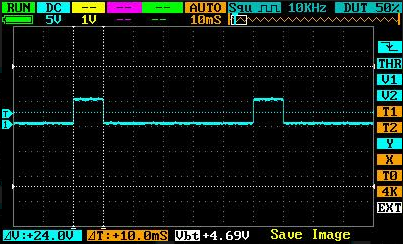 RUN DC -- -- -- AUTO Squ 10KHz DUT 50%
5V 1V 10mS
THR
V1
V2
T T1
1 T2
Y
X
T0
4K
EXT
ΔV:+24.0V ΔT:+10.0mS Vbt +4.69V Save Image